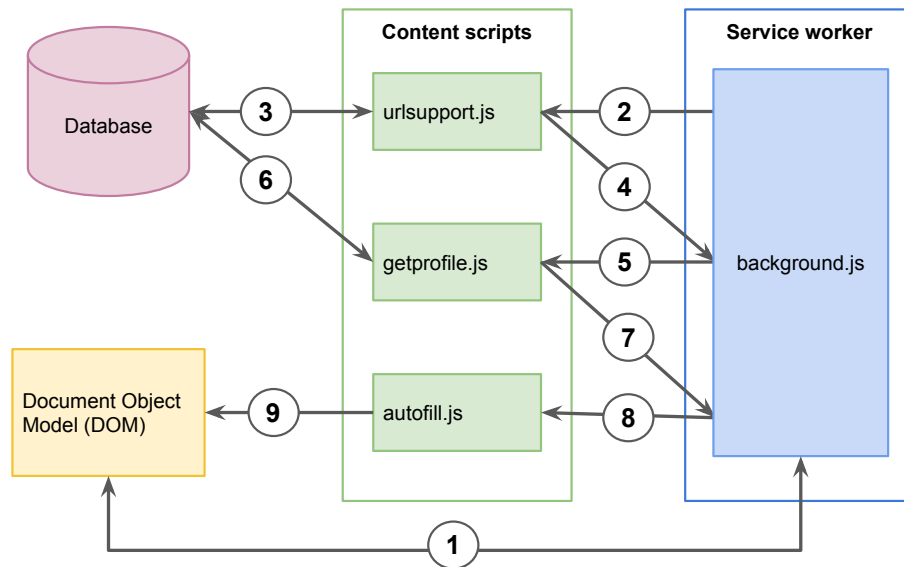 Content scripts
Service worker
Database
3
urlsupport.js
2
4
6
getprofile.js
5
background.js
7
Document Object
Model (DOM)
9
autofill.js
8
1